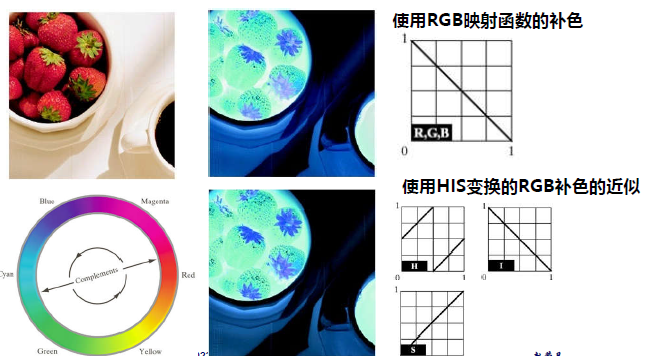 使用RGB映射函数的补色
1
R,G,B
0
1
使用HIS变换的RGB补色的近似
1
H
0
1
1
I
0
1
1
S
0
1
Blue
Magenta
Cyan
Complements
Red
Green
Yellow